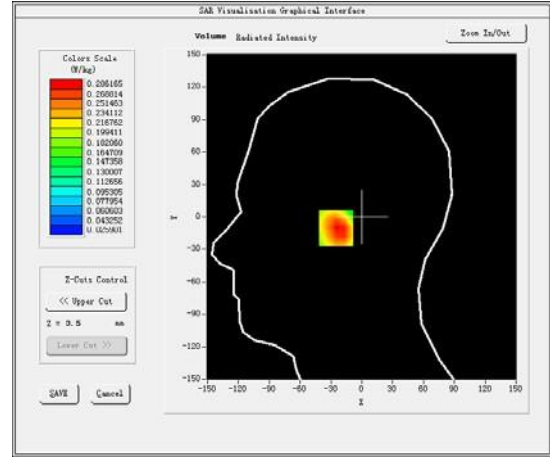 SAR Visualisation Graphical Interface
Volume Radiated Intensity
Zoom In/Out
Colors Scale
(W/kg)
0.286165
0.268814
0.251463
0.234112
0.216762
0.199411
0.182060
0.164709
0.147358
0.130007
0.112656
0.095305
0.077954
0.060603
0.043252
0.025901
Z-Cuts Control
<< Upper Cut
Z = 3.5 mm
Lower Cut >>
SAVE
Cancel
150
120
90
60
30
0
-30
-60
-90
-120
-150
Y
-150 -120 -90 -60 -30 0 30 60 90 120 150
X